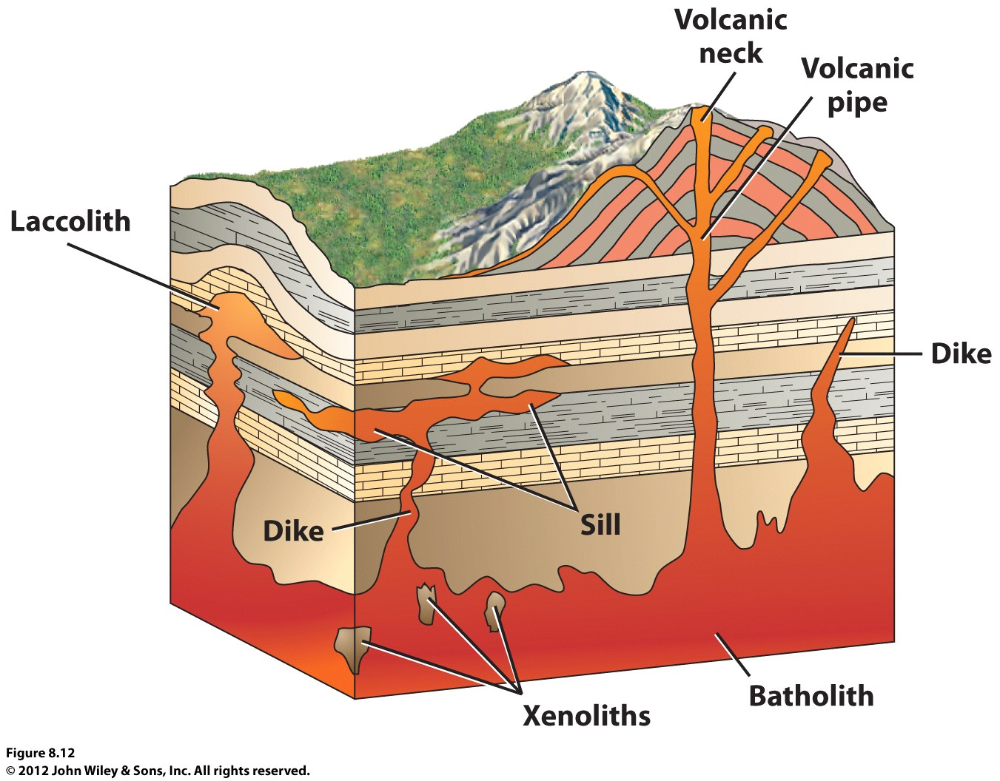 Volcanic
neck
Volcanic
pipe
Laccolith
Dike
Sill
Dike
Batholith
Xenoliths
Figure 8.12
© 2012 John Wiley & Sons, Inc. All rights reserved.